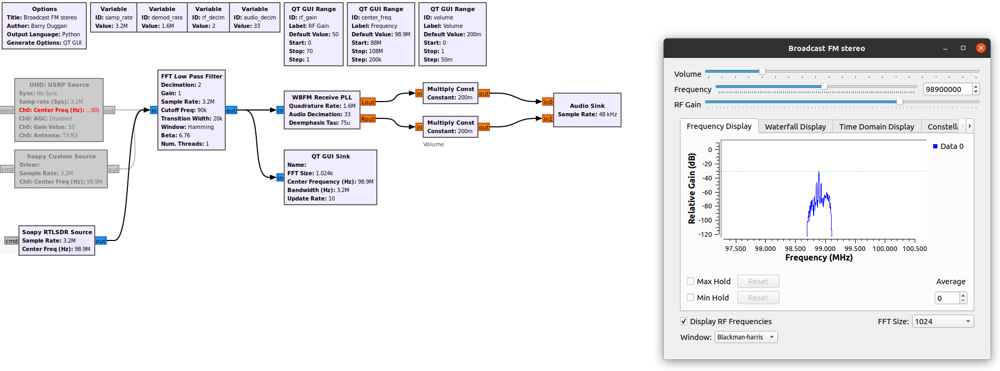 Options
Title: Broadcast FM stereo
Author: Barry Duggan
Output Language: Python
Generate Options: QT GUI
Variable
ID: samp_rate
Value: 3.2M
Variable
ID: demod_rate
Value: 1.6M
Variable
ID: rf_decim
Value: 2
Variable
ID: audio_decim
Value: 33
QT GUI Range
ID: rf_gain
Label: RF Gain
Default Value: 50
Start: 0
Stop: 70
Step: 1
QT GUI Range
ID: center_freq
Label: Frequency
Default Value: 98.9M
Start: 88M
Stop: 108M
Step: 200k
QT GUI Range
ID: volume
Label: Volume
Default Value: 200m
Start: 0
Stop: 1
Step: 50m
UHD: USRP Source
Sync: No Sync
Samp rate (Sps): 3.2M
Ch0: Center Freq (Hz): ...00)
Ch0: AGC: Disabled
Ch0: Gain Value: 50
Ch0: Antenna: TX/RX
mand
out
Soapy Custom Source
Driver:
Sample Rate: 3.2M
Ch0: Center Freq (Hz): 98.9M
cmd
out
Soapy RTLSDR Source
Sample Rate: 3.2M
Center Freq (Hz): 98.9M
cmd
out
FFT Low Pass Filter
Decimation: 2
Gain: 1
Sample Rate: 3.2M
Cutoff Freq: 90k
Transition Width: 20k
Window: Hamming
Beta: 6.76
Num. Threads: 1
in
out
WBFM Receive PLL
Quadrature Rate: 1.6M
Audio Decimation: 33
Deemphasis Tau: 75u
in
Lout
Rout
QT GUI Sink
Name:
FFT Size: 1.024k
Center Frequency (Hz): 98.9M
Bandwidth (Hz): 3.2M
Update Rate: 10
in
Multiply Const
Constant: 200m
in
out
Multiply Const
Constant: 200m
in
out
Volume
Audio Sink
Sample Rate: 48 kHz
in0
in1
Broadcast FM stereo
Volume
Frequency
98900000
RF Gain
Frequency Display
Waterfall Display
Time Domain Display
Constella
Relative Gain (dB)
0
-20
-40
-60
-80
-100
-120
Data 0
97.500 98.000 98.500 99.000 99.500 100.000 100.500
Frequency (MHz)
Max Hold
Reset
Average
Min Hold
Reset
0
Display RF Frequencies
FFT Size: 1024
Window: Blackman-harris